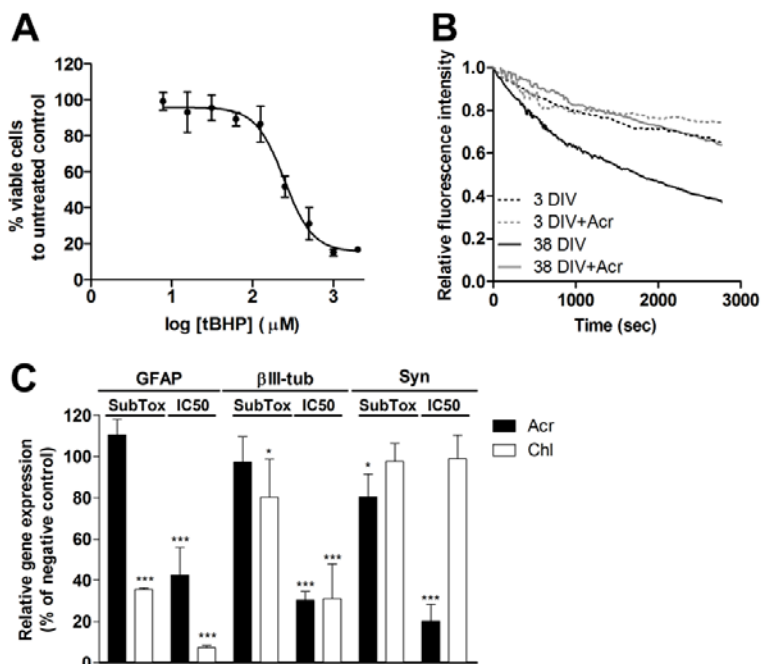 A
120
100
80
60
40
20
0
% viable cells
to untreated control
0
1
2
3
log [tBHP] ( μM)
B
1.0
0.8
0.6
0.4
0.2
0.0
Relative fluorescence intensity
3 DIV
3 DIV+Acr
38 DIV
38 DIV+Acr
0
1000
2000
3000
Time (sec)
C
GFAP
βIII-tub
Syn
SubTox
IC50
SubTox
IC50
SubTox
IC50
120
100
80
60
40
20
0
Relative gene expression
(% of negative control)
***
***
***
*
***
***
*
***
Acr
Chl